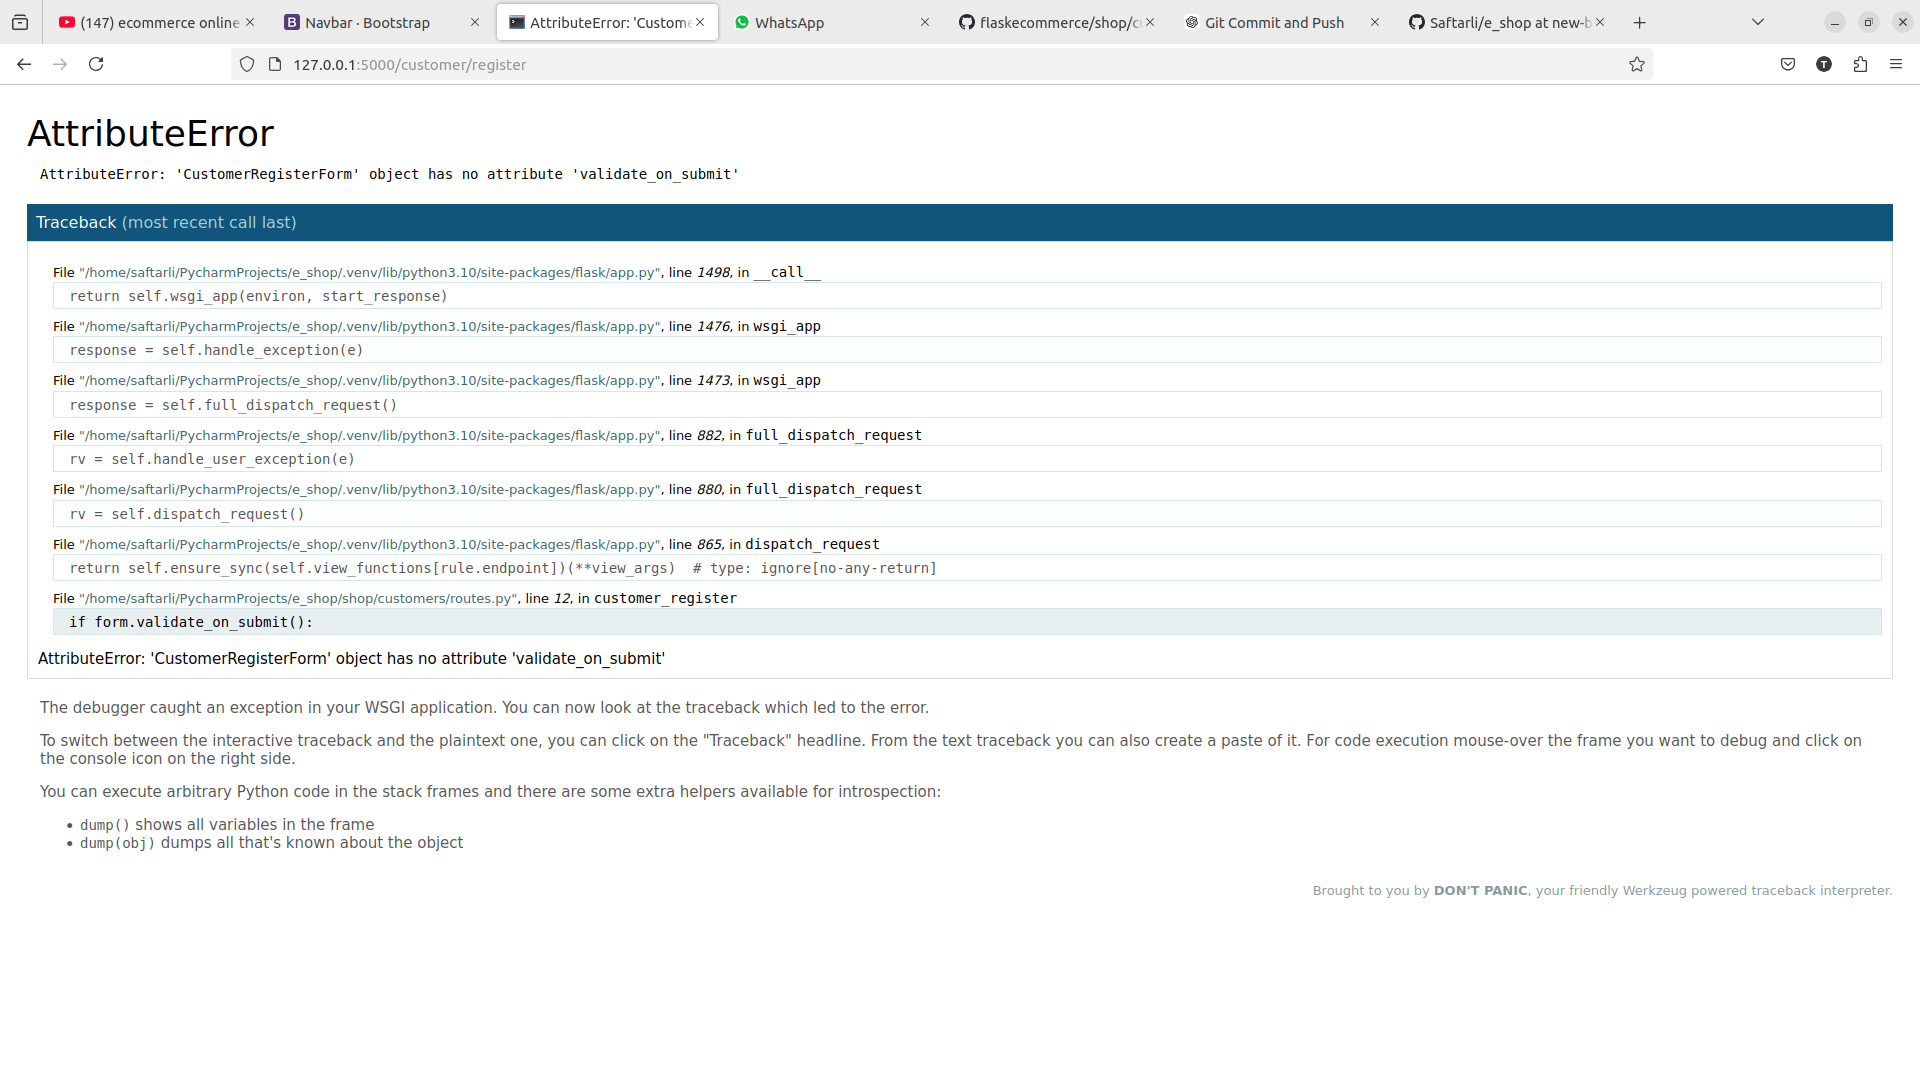 (147) ecommerce online
Navbar · Bootstrap
AttributeError: 'Custome
WhatsApp
flaskecommerce/shop/cu
Git Commit and Push
Saftarli/e_shop at new-b
127.0.0.1:5000/customer/register
T
AttributeError
AttributeError: 'CustomerRegisterForm' object has no attribute 'validate_on_submit'
Traceback (most recent call last)
File "/home/saftarli/PycharmProjects/e_shop/.venv/lib/python3.10/site-packages/flask/app.py", line 1498, in __call__
return self.wsgi_app(environ, start_response)
File "/home/saftarli/PycharmProjects/e_shop/.venv/lib/python3.10/site-packages/flask/app.py", line 1476, in wsgi_app
response = self.handle_exception(e)
File "/home/saftarli/PycharmProjects/e_shop/.venv/lib/python3.10/site-packages/flask/app.py", line 1473, in wsgi_app
response = self.full_dispatch_request()
File "/home/saftarli/PycharmProjects/e_shop/.venv/lib/python3.10/site-packages/flask/app.py", line 882, in full_dispatch_request
rv = self.handle_user_exception(e)
File "/home/saftarli/PycharmProjects/e_shop/.venv/lib/python3.10/site-packages/flask/app.py", line 880, in full_dispatch_request
rv = self.dispatch_request()
File "/home/saftarli/PycharmProjects/e_shop/.venv/lib/python3.10/site-packages/flask/app.py", line 865, in dispatch_request
return self.ensure_sync(self.view_functions[rule.endpoint])(**view_args)  # type: ignore[no-any-return]
File "/home/saftarli/PycharmProjects/e_shop/shop/customers/routes.py", line 12, in customer_register
if form.validate_on_submit():
AttributeError: 'CustomerRegisterForm' object has no attribute 'validate_on_submit'
The debugger caught an exception in your WSGI application. You can now look at the traceback which led to the error.
To switch between the interactive traceback and the plaintext one, you can click on the "Traceback" headline. From the text traceback you can also create a paste of it. For code execution mouse-over the frame you want to debug and click on
the console icon on the right side.
You can execute arbitrary Python code in the stack frames and there are some extra helpers available for introspection:
• dump() shows all variables in the frame
• dump(obj) dumps all that's known about the object
Brought to you by DON'T PANIC, your friendly Werkzeug powered traceback interpreter.